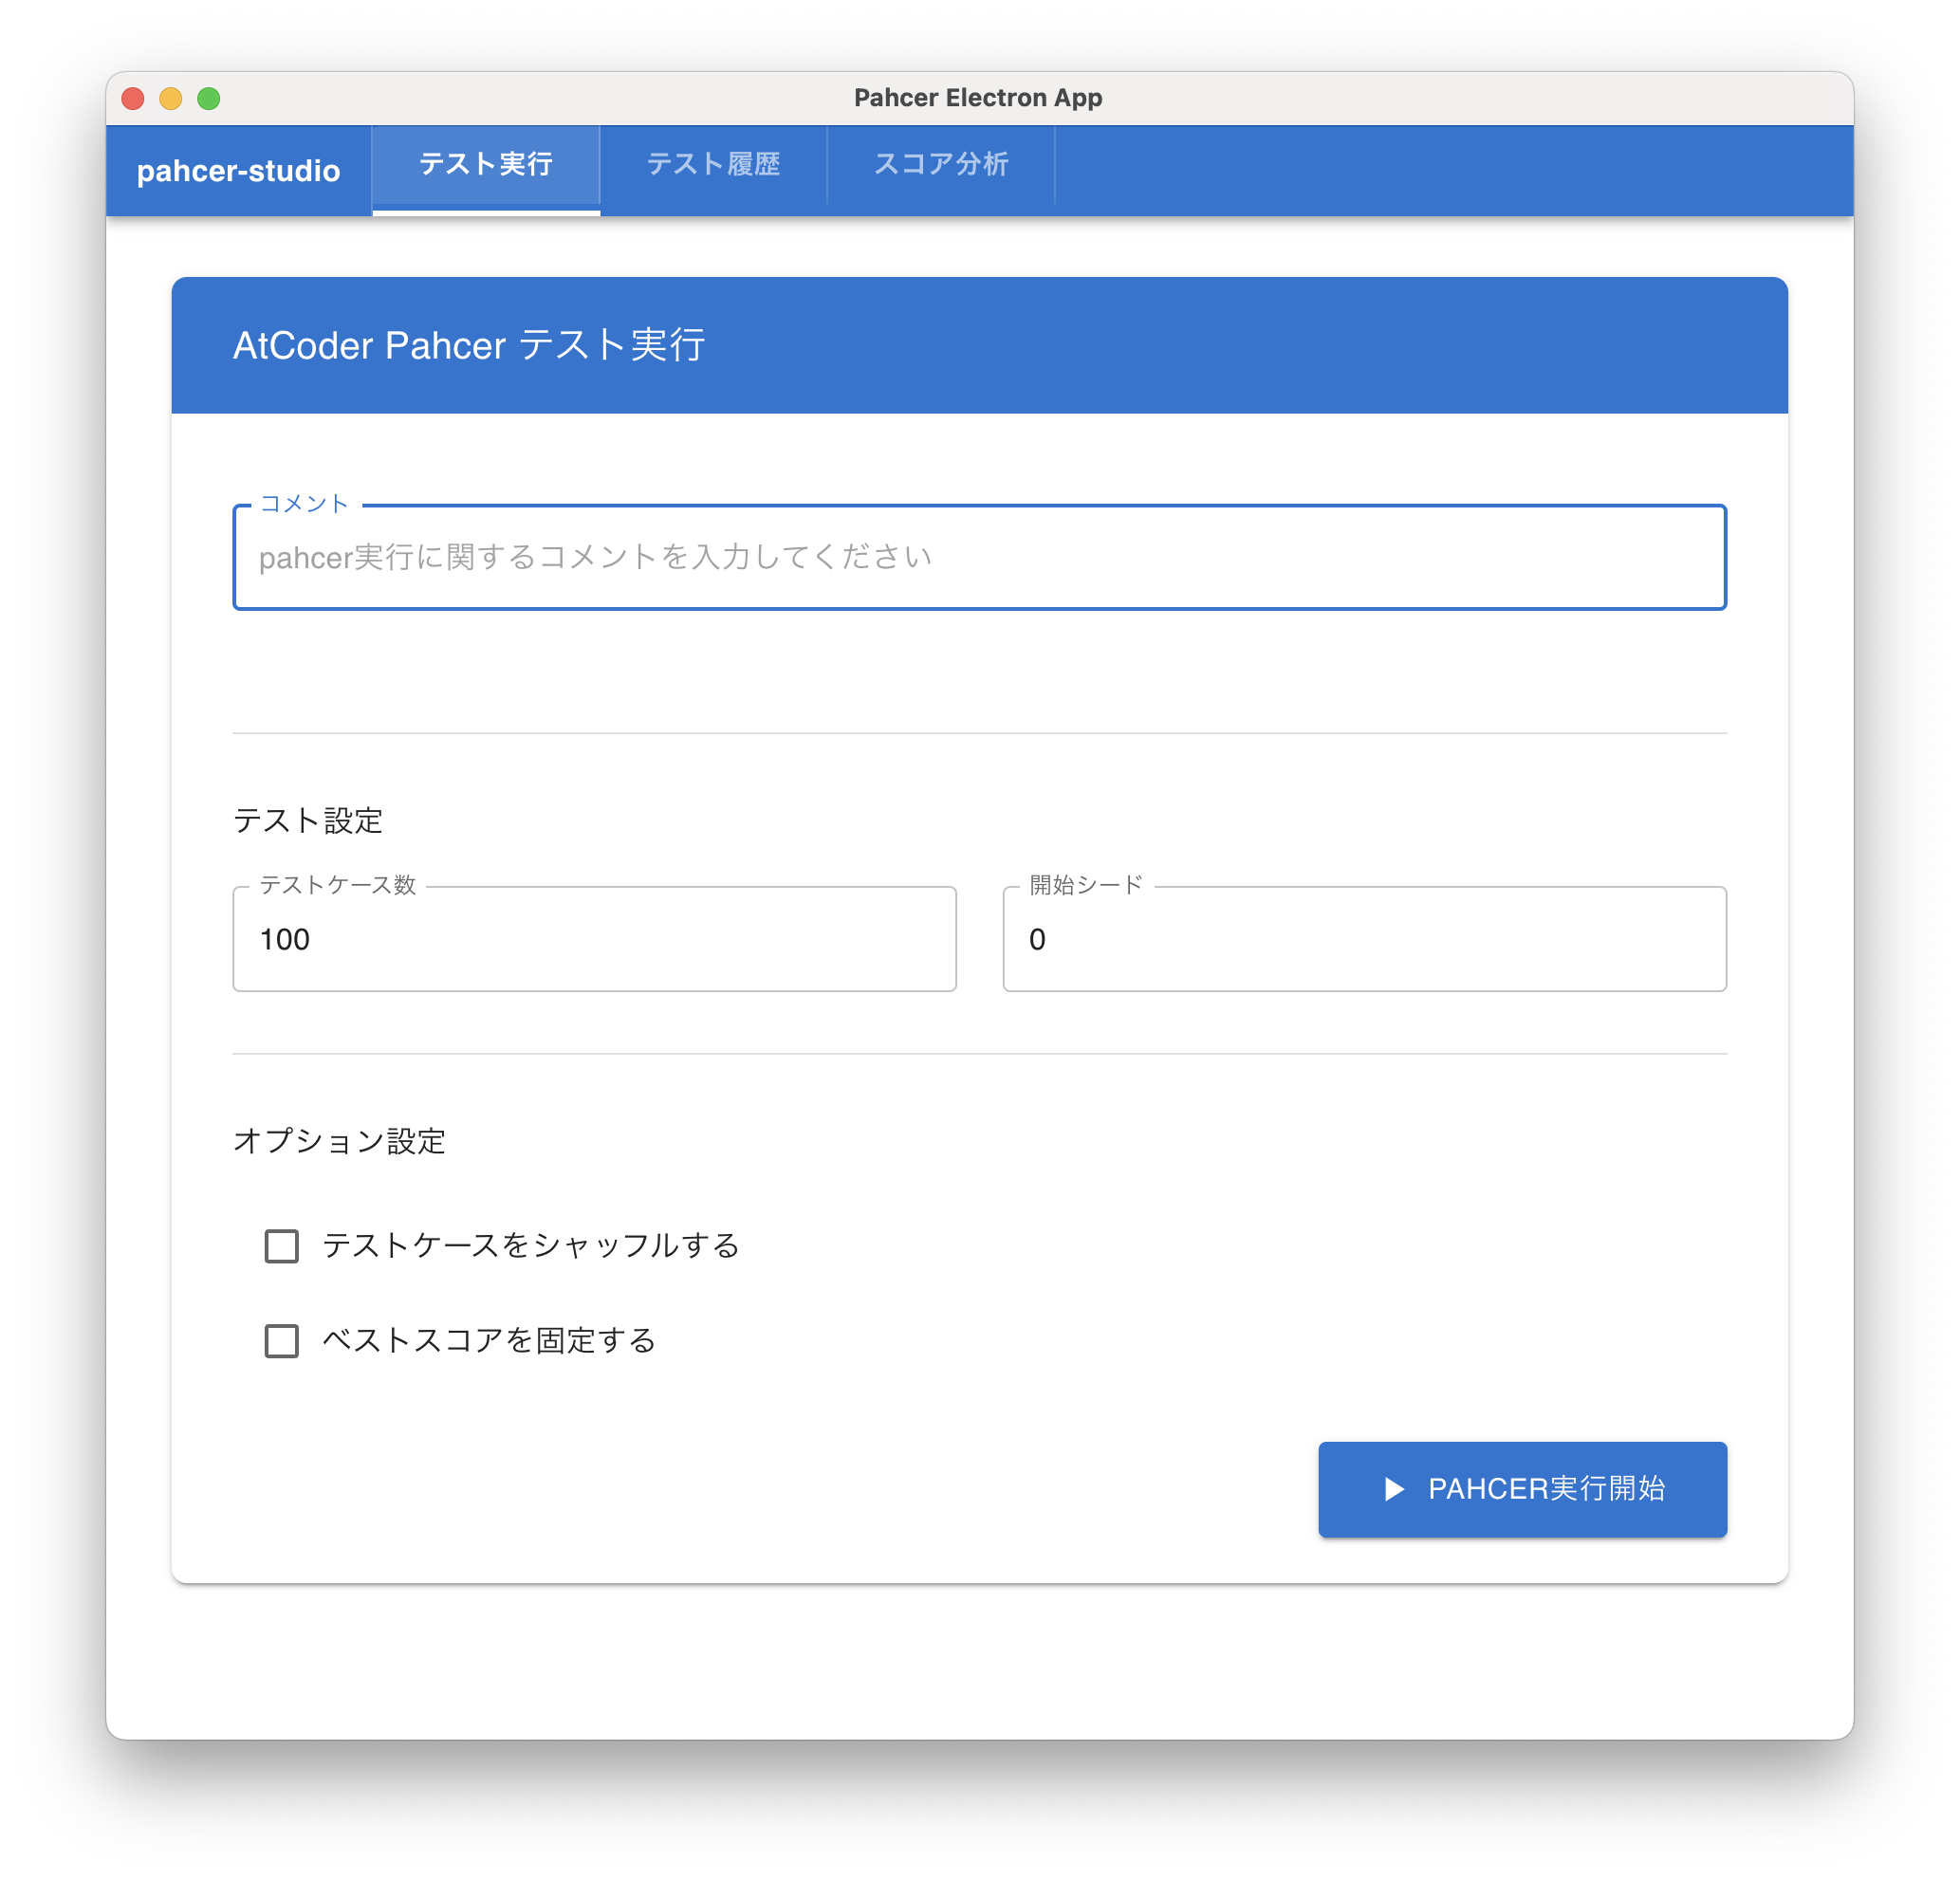 Pahcer Electron App
pahcer-studio テスト実行 テスト履歴 スコア分析
AtCoder Pahcer テスト実行
コメント
pahcer実行に関するコメントを入力してください
テスト設定
テストケース数 開始シード
100 0
オプション設定
テストケースをシャッフルする
ベストスコアを固定する
PAHCER実行開始